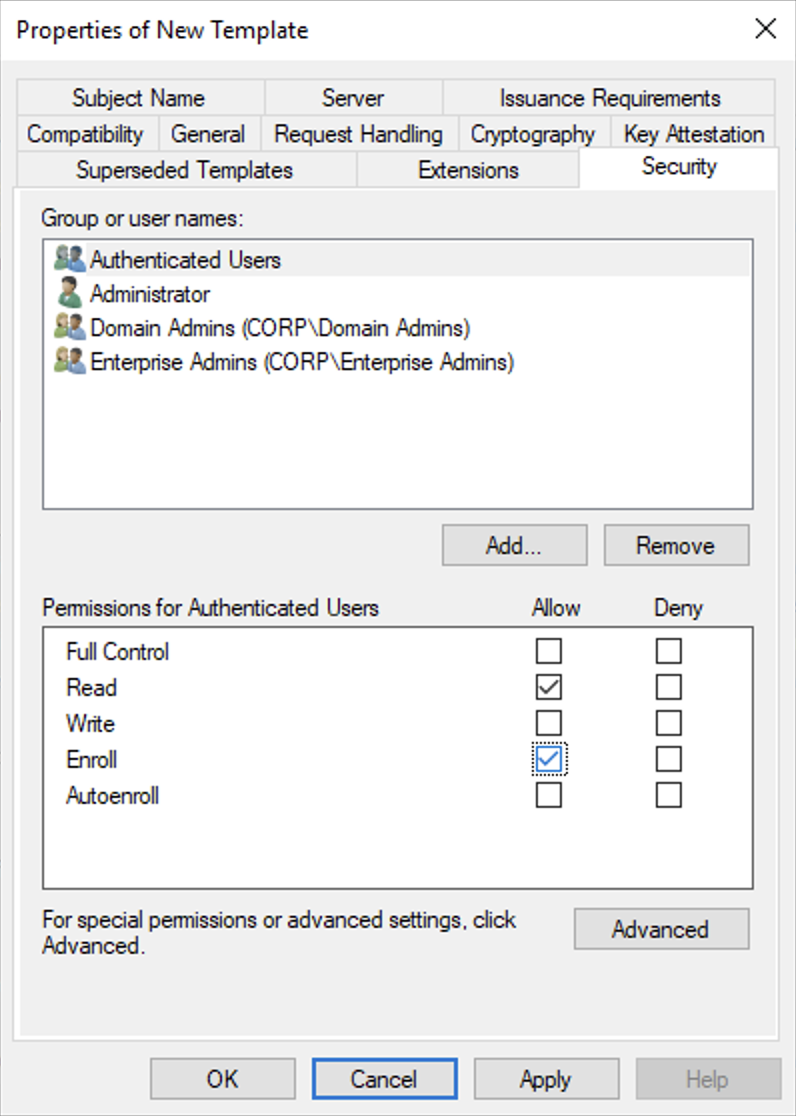 Properties of New Template
Subject Name Server Issuance Requirements
Compatibility General Request Handling Cryptography Key Attestation
Superseded Templates Extensions Security
Group or user names:
Authenticated Users
Administrator
Domain Admins (CORP\Domain Admins)
Enterprise Admins (CORP\Enterprise Admins)
Add... Remove
Permissions for Authenticated Users Allow Deny
Full Control
Read
Write
Enroll
Autoenroll
For special permissions or advanced settings, click
Advanced.
Advanced
OK Cancel Apply Help